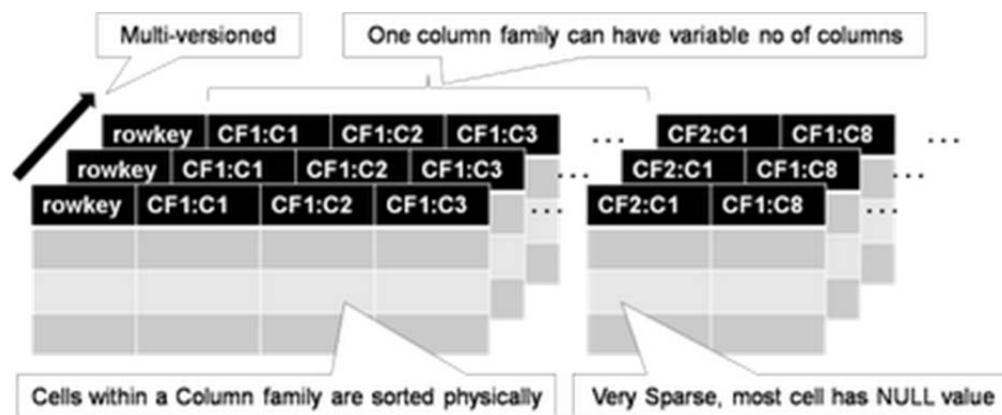 Multi-versioned
One column family can have variable no of columns
rowkey CF1:C1 CF1:C2 CF1:C3 ... CF2:C1 CF1:C8 ...
rowkey CF1:C1 CF1:C2 CF1:C3 ... CF2:C1 CF1:C8 ...
rowkey CF1:C1 CF1:C2 CF1:C3 ... CF2:C1 CF1:C8 ...
Cells within a Column family are sorted physically
Very Sparse, most cell has NULL value